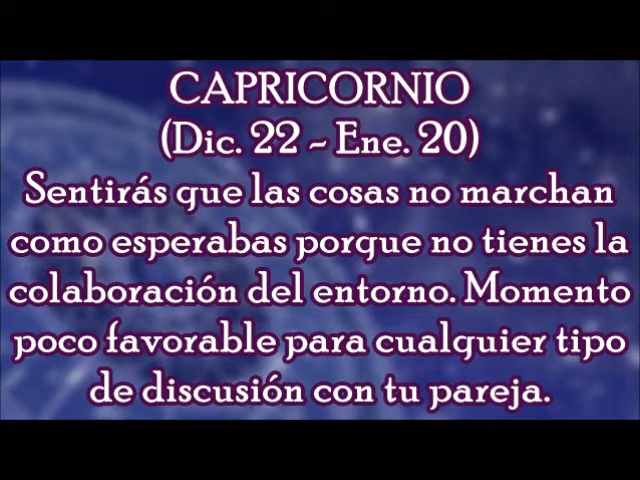 CAPRICORNIO
(Dic. 22 - Ene. 20)
Sentirás que las cosas no marchan
como esperabas porque no tienes la
colaboración del entorno. Momento
poco favorable para cualquier tipo
de discusión con tu pareja.